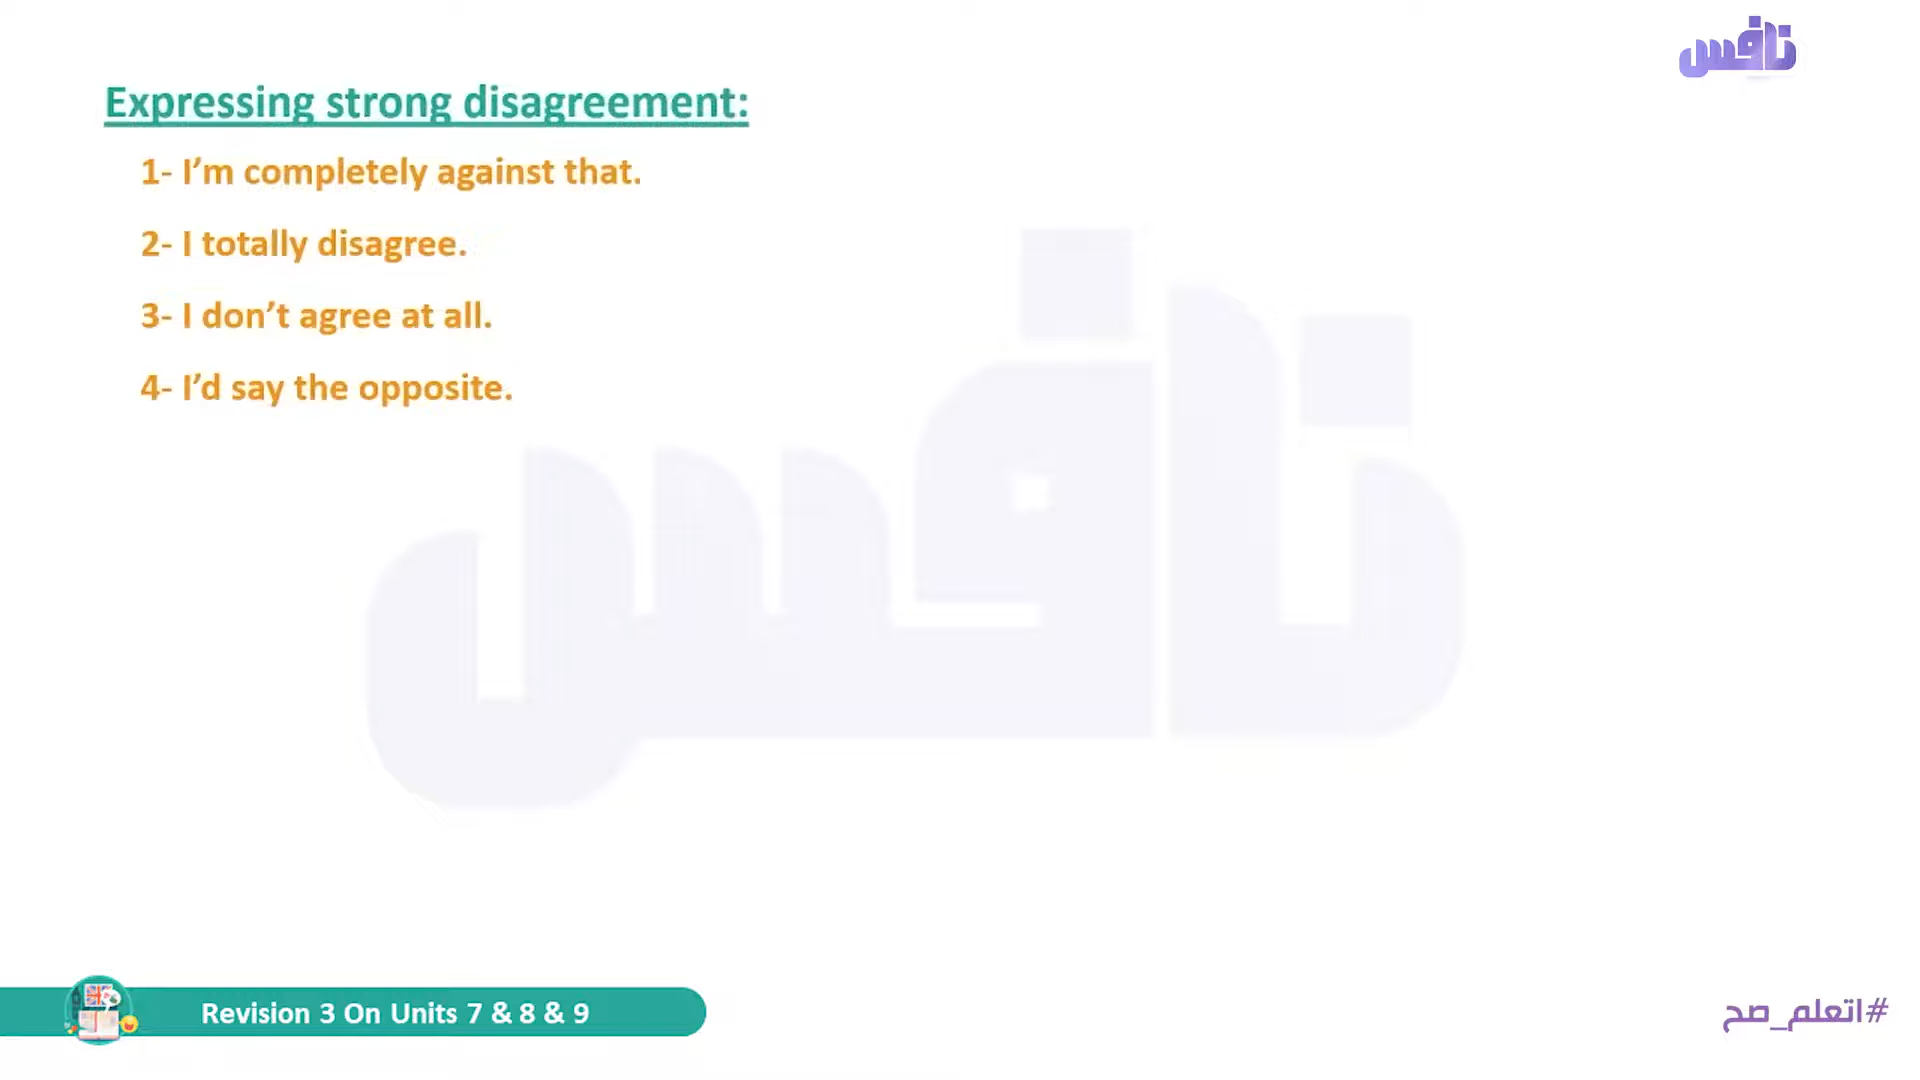 نافس
Expressing strong disagreement:
1- I’m completely against that.
2- I totally disagree.
3- I don’t agree at all.
4- I’d say the opposite.
نافس
Revision 3 On Units 7 & 8 & 9
#اتعلم_صح